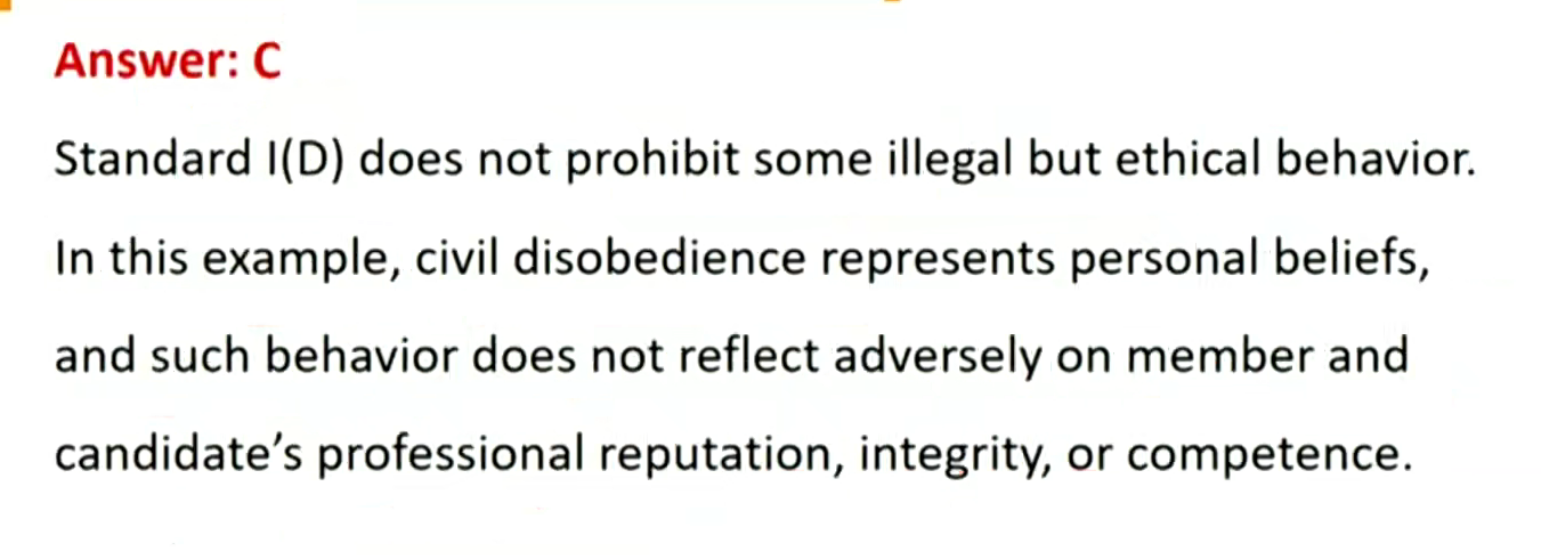 Answer: C
Standard I(D) does not prohibit some illegal but ethical behavior.
In this example, civil disobedience represents personal beliefs,
and such behavior does not reflect adversely on member and
candidate’s professional reputation, integrity, or competence.